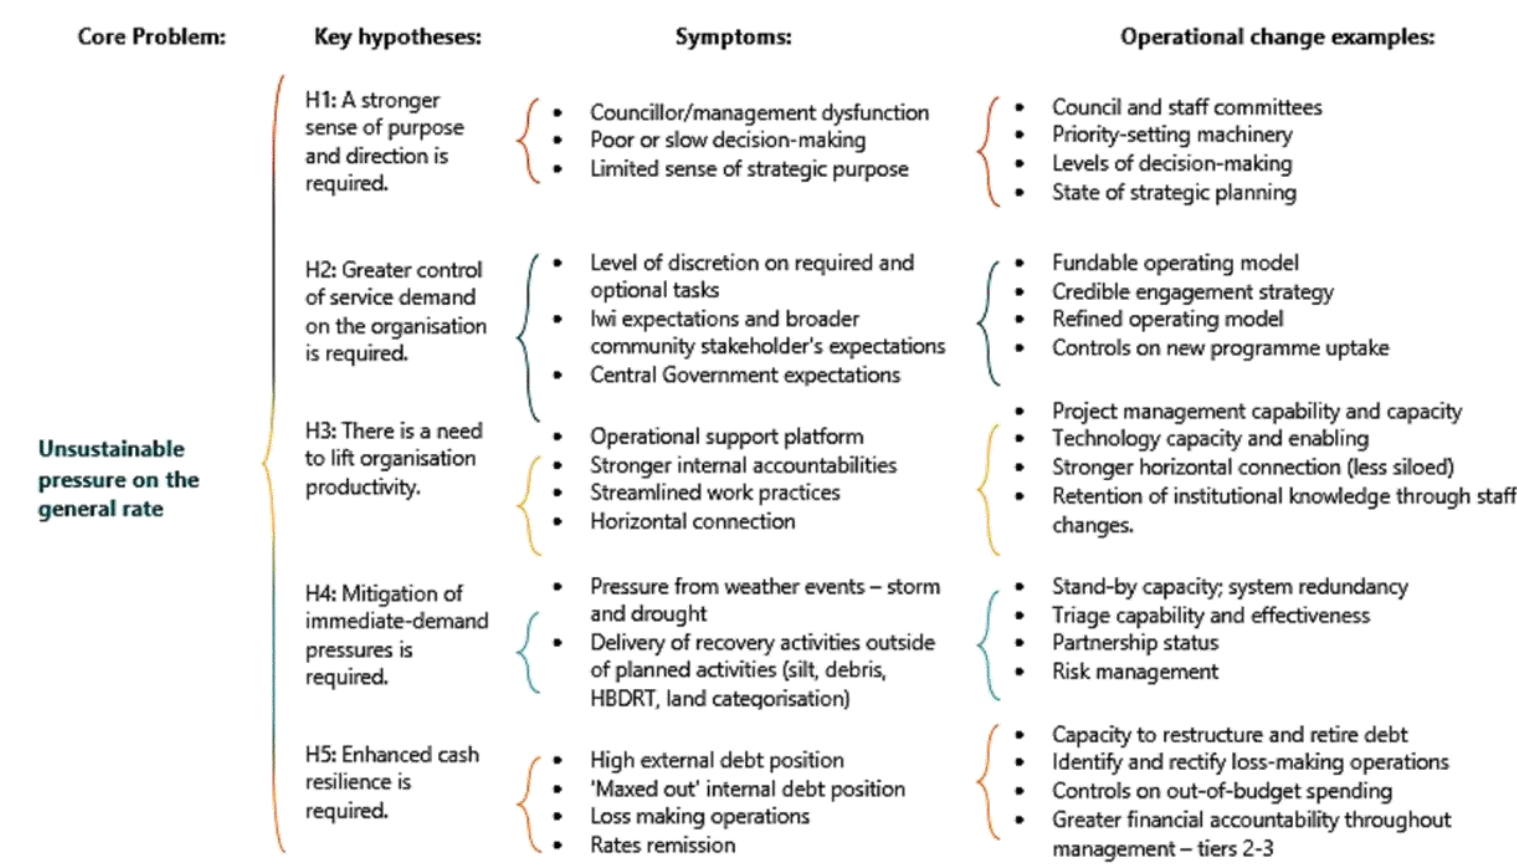 Core Problem:
Key hypotheses:
Symptoms:
Operational change examples:
Unsustainable
pressure on the
general rate
H1: A stronger
sense of purpose
and direction is
required.
• Councillor/management dysfunction
• Poor or slow decision-making
• Limited sense of strategic purpose
• Council and staff committees
• Priority-setting machinery
• Levels of decision-making
• State of strategic planning
H2: Greater control
of service demand
on the organisation
is required.
• Level of discretion on required and
optional tasks
• Iwi expectations and broader
community stakeholder's expectations
• Central Government expectations
• Fundable operating model
• Credible engagement strategy
• Refined operating model
• Controls on new programme uptake
H3: There is a need
to lift organisation
productivity.
• Operational support platform
• Stronger internal accountabilities
• Streamlined work practices
• Horizontal connection
• Project management capability and capacity
• Technology capacity and enabling
• Stronger horizontal connection (less siloed)
• Retention of institutional knowledge through staff
changes.
H4: Mitigation of
immediate-demand
pressures is
required.
• Pressure from weather events – storm
and drought
• Delivery of recovery activities outside
of planned activities (silt, debris,
HBDRT, land categorisation)
• Stand-by capacity; system redundancy
• Triage capability and effectiveness
• Partnership status
• Risk management
H5: Enhanced cash
resilience is
required.
• High external debt position
• 'Maxed out' internal debt position
• Loss making operations
• Rates remission
• Capacity to restructure and retire debt
• Identify and rectify loss-making operations
• Controls on out-of-budget spending
• Greater financial accountability throughout
management – tiers 2-3